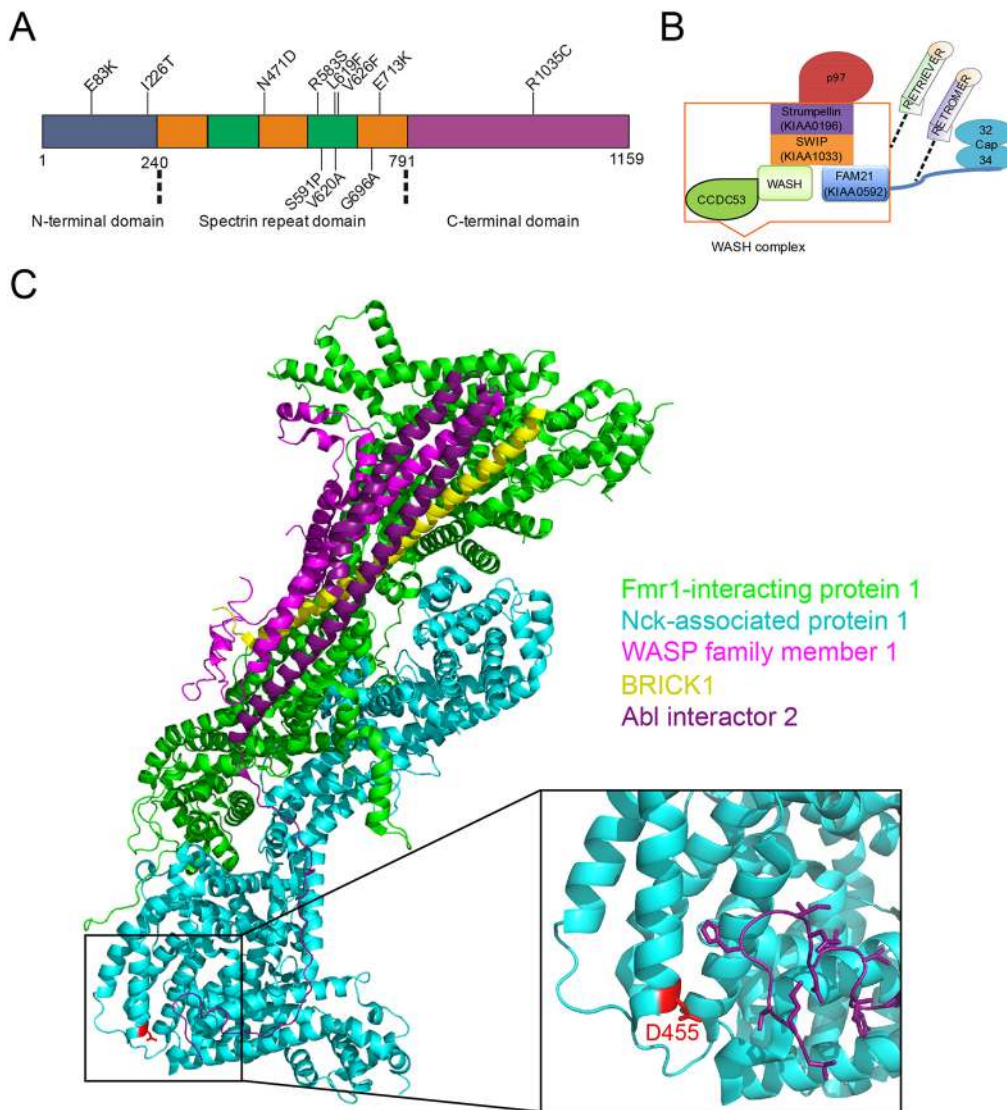 A
E83K
I226T
N471D
R583S
L619F
V626F
E713K
R1035C
1
240
791
1159
S591P
V620A
G696A
N-terminal domain
Spectrin repeat domain
C-terminal domain
B
p97
Strumpellin
(KIAA0196)
SWIP
(KIAA1033)
WASH
CCDC53
FAM21
(KIAA0592)
RETRIEVER
RETROMER
32
Cap
34
WASH complex
C
Fmr1-interacting protein 1
Nck-associated protein 1
WASP family member 1
BRICK1
Abl interactor 2
D455